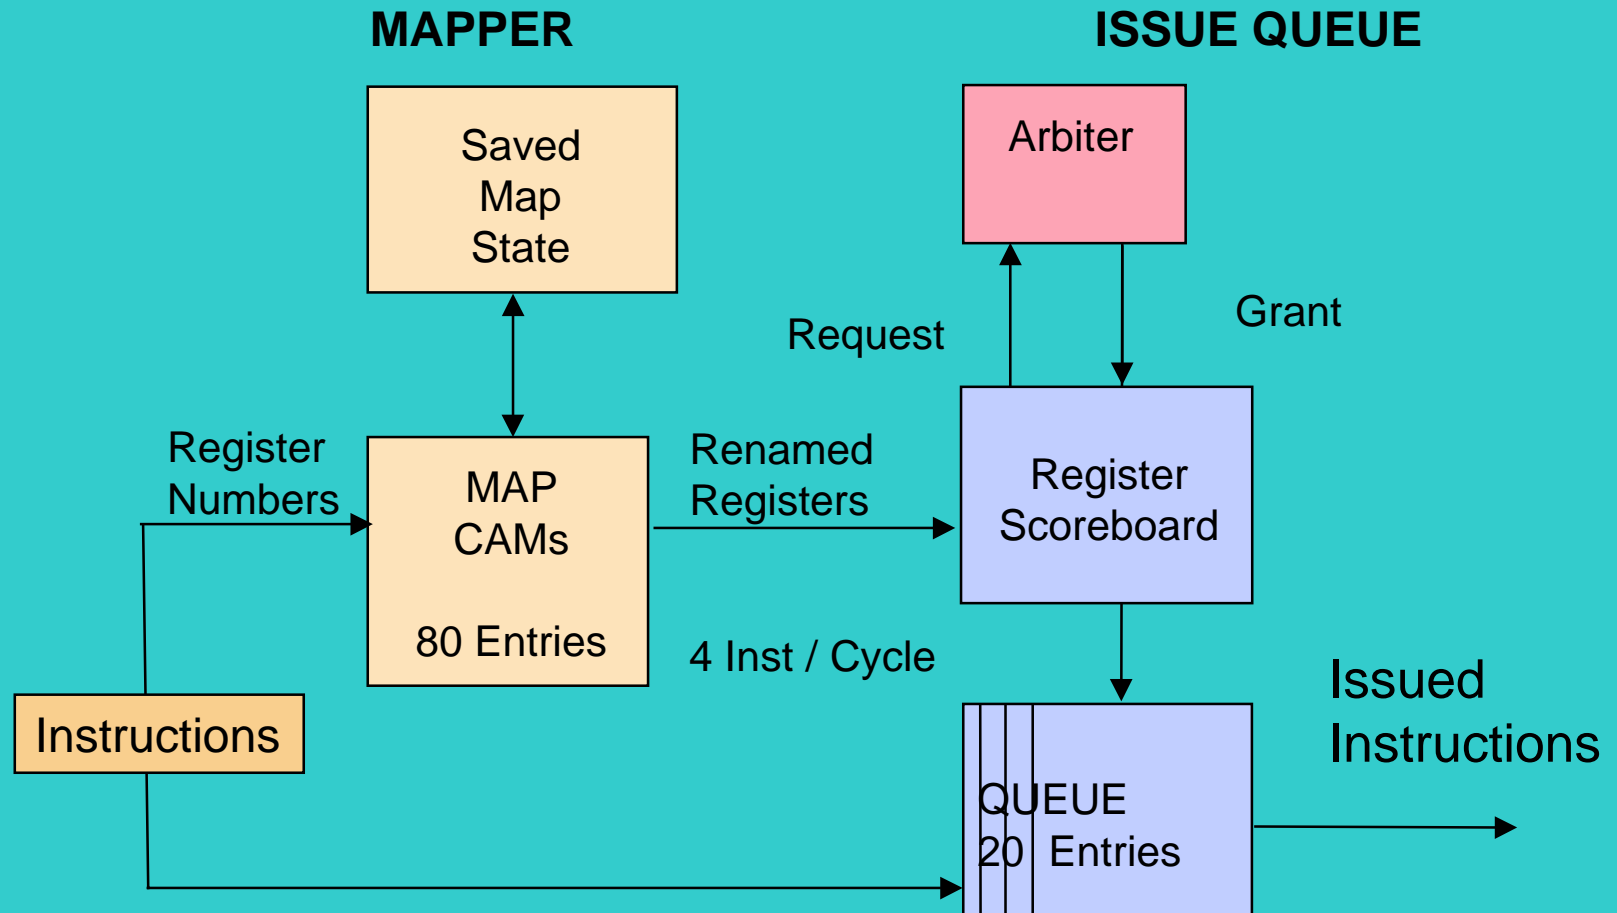 MAPPER
ISSUE QUEUE
Saved
Map
State
Arbiter
Request
Grant
Register
Numbers
MAP
CAMs
80 Entries
Renamed
Registers
4 Inst / Cycle
Register
Scoreboard
Instructions
QUEUE
20 Entries
Issued
Instructions